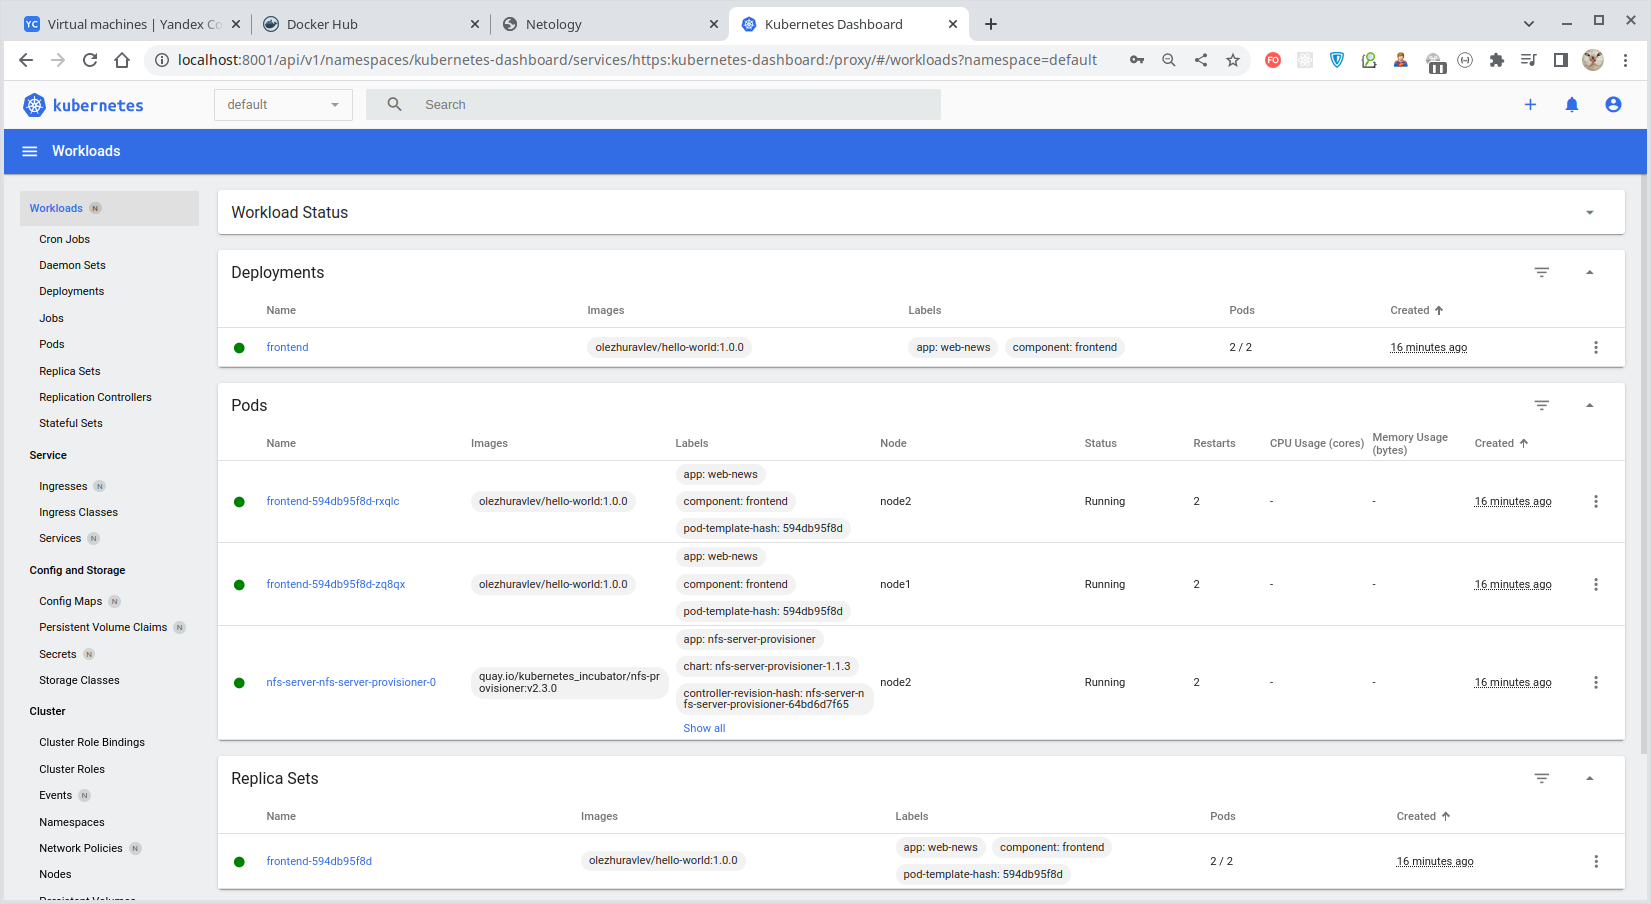 YC Virtual machines | Yandex Co
Docker Hub
Netology
Kubernetes Dashboard
localhost:8001/api/v1/namespaces/kubernetes-dashboard/services/https:kubernetes-dashboard:/proxy/#/workloads?namespace=default
FO
kubernetes
default
Search
Workloads
Workloads N
Cron Jobs
Daemon Sets
Deployments
Jobs
Pods
Replica Sets
Replication Controllers
Stateful Sets
Service
Ingresses N
Ingress Classes
Services N
Config and Storage
Config Maps N
Persistent Volume Claims N
Secrets N
Storage Classes
Cluster
Cluster Role Bindings
Cluster Roles
Events N
Namespaces
Network Policies N
Nodes
Persistent Volumes
Workload Status
Deployments
Name Images Labels Pods Created
frontend olezhuravlev/hello-world:1.0.0 app: web-news component: frontend 2 / 2 16 minutes ago
Pods
Name Images Labels Node Status Restarts CPU Usage (cores) Memory Usage (bytes) Created
app: web-news
frontend-594db95f8d-rxqlc olezhuravlev/hello-world:1.0.0 component: frontend node2 Running 2 - - 16 minutes ago
pod-template-hash: 594db95f8d
app: web-news
frontend-594db95f8d-zq8qx olezhuravlev/hello-world:1.0.0 component: frontend node1 Running 2 - - 16 minutes ago
pod-template-hash: 594db95f8d
app: nfs-server-provisioner
chart: nfs-server-provisioner-1.1.3
nfs-server-nfs-server-provisioner-0 quay.io/kubernetes_incubator/nfs-provisioner:v2.3.0 controller-revision-hash: nfs-server-nfs-server-provisioner-64bd6d7f65 node2 Running 2 - - 16 minutes ago
Show all
Replica Sets
Name Images Labels Pods Created
app: web-news component: frontend
frontend-594db95f8d olezhuravlev/hello-world:1.0.0 2 / 2 16 minutes ago
pod-template-hash: 594db95f8d